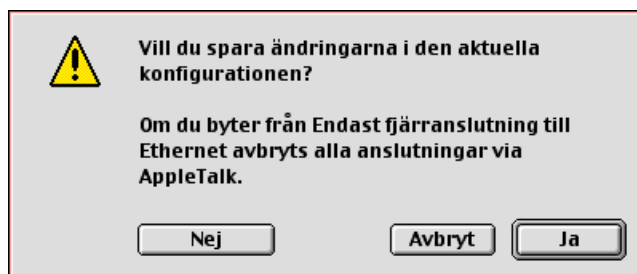 Vill du spara ändringarna i den aktuella
konfigurationen?
Om du byter från Endast fjärranslutning till
Ethernet avbryts alla anslutningar via
AppleTalk.
Nej Avbryt Ja